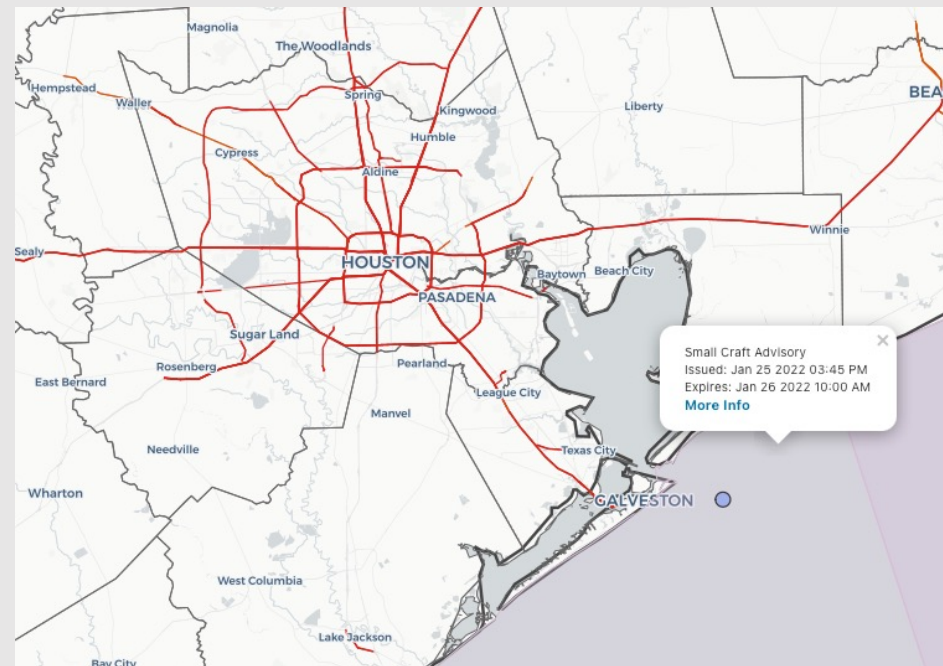 Magnolia
The Woodlands
Hempstead
Spring
Waller
Kingwood
Liberty
BEA
Humble
Cypress
Aldine
Winnie
Sealy
HOUSTON
Baytown
Beach City
PASADENA
Sugar Land
Small Craft Advisory
Issued: Jan 25 2022 03:45 PM
Expires: Jan 26 2022 10:00 AM
More Info
×
Rosenberg
Pearland
East Bernard
League City
Manvel
Needville
Texas City
Wharton
GALVESTON
West Columbia
Lake Jackson
Bay City